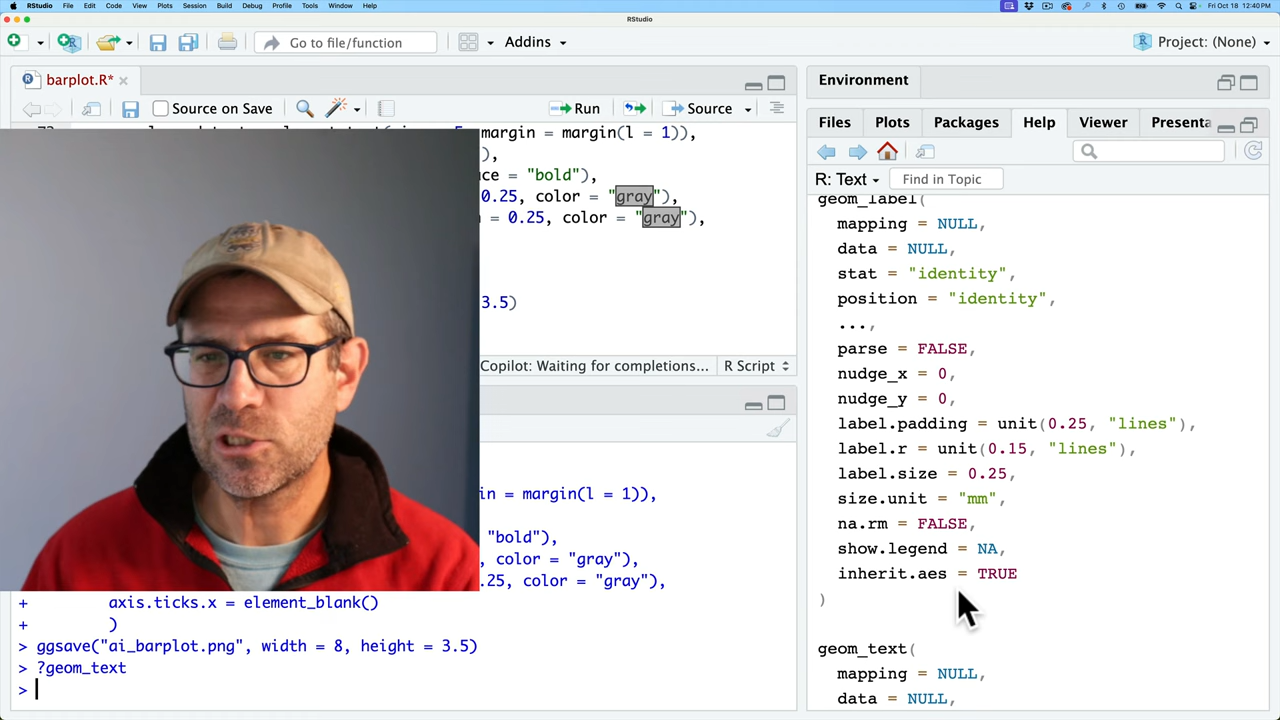 RStudio File Edit Code View Plots Session Build Debug Profile Tools Window Help
Fri Oct 18 12:40 PM
RStudio
Go to file/function
Addins
Project: (None)
barplot.R*
Source on Save
Run
Source
margin = margin(l = 1)),
),
ce = "bold"),
0.25, color = "gray"),
= 0.25, color = "gray"),
3.5)
Copilot: Waiting for completions...
R Script
in = margin(l = 1)),
"bold"),
, color = "gray"),
.25, color = "gray"),
+ axis.ticks.x = element_blank()
+ )
> ggsave("ai_barplot.png", width = 8, height = 3.5)
> ?geom_text
>
Environment
Files
Plots
Packages
Help
Viewer
Presenta
R: Text
Find in Topic
geom_label(
mapping = NULL,
data = NULL,
stat = "identity",
position = "identity",
...,
parse = FALSE,
nudge_x = 0,
nudge_y = 0,
label.padding = unit(0.25, "lines"),
label.r = unit(0.15, "lines"),
label.size = 0.25,
size.unit = "mm",
na.rm = FALSE,
show.legend = NA,
inherit.aes = TRUE
)
geom_text(
mapping = NULL,
data = NULL,